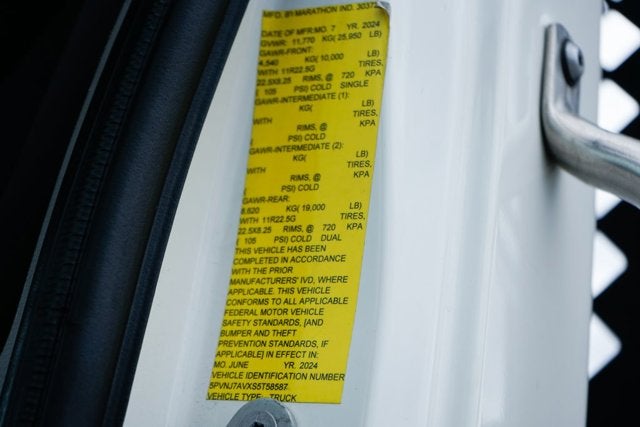 MFD. BY MARATHON IND. 30372
DATE OF MFR:MO. 7 YR. 2024
GVWR: 11,770 KG( 25,950 LB)
GAWR-FRONT:
4,540 KG( 10,000 LB)
WITH 11R22.5G TIRES,
22.5X8.25 RIMS, @ 720 KPA
( 105 PSI) COLD SINGLE
GAWR-INTERMEDIATE (1):
KG( LB)
WITH TIRES,
RIMS, @ KPA
( PSI) COLD
GAWR-INTERMEDIATE (2):
KG( LB)
WITH TIRES,
RIMS, @ KPA
( PSI) COLD
GAWR-REAR:
8,620 KG( 19,000 LB)
WITH 11R22.5G TIRES,
22.5X8.25 RIMS, @ 720 KPA
( 105 PSI) COLD DUAL
THIS VEHICLE HAS BEEN
COMPLETED IN ACCORDANCE
WITH THE PRIOR
MANUFACTURERS' IVD, WHERE
APPLICABLE. THIS VEHICLE
CONFORMS TO ALL APPLICABLE
FEDERAL MOTOR VEHICLE
SAFETY STANDARDS, [AND
BUMPER AND THEFT
PREVENTION STANDARDS, IF
APPLICABLE] IN EFFECT IN:
MO. JUNE YR. 2024
VEHICLE IDENTIFICATION NUMBER
5PVNJ7AVXS5T58587
VEHICLE TYPE: TRUCK